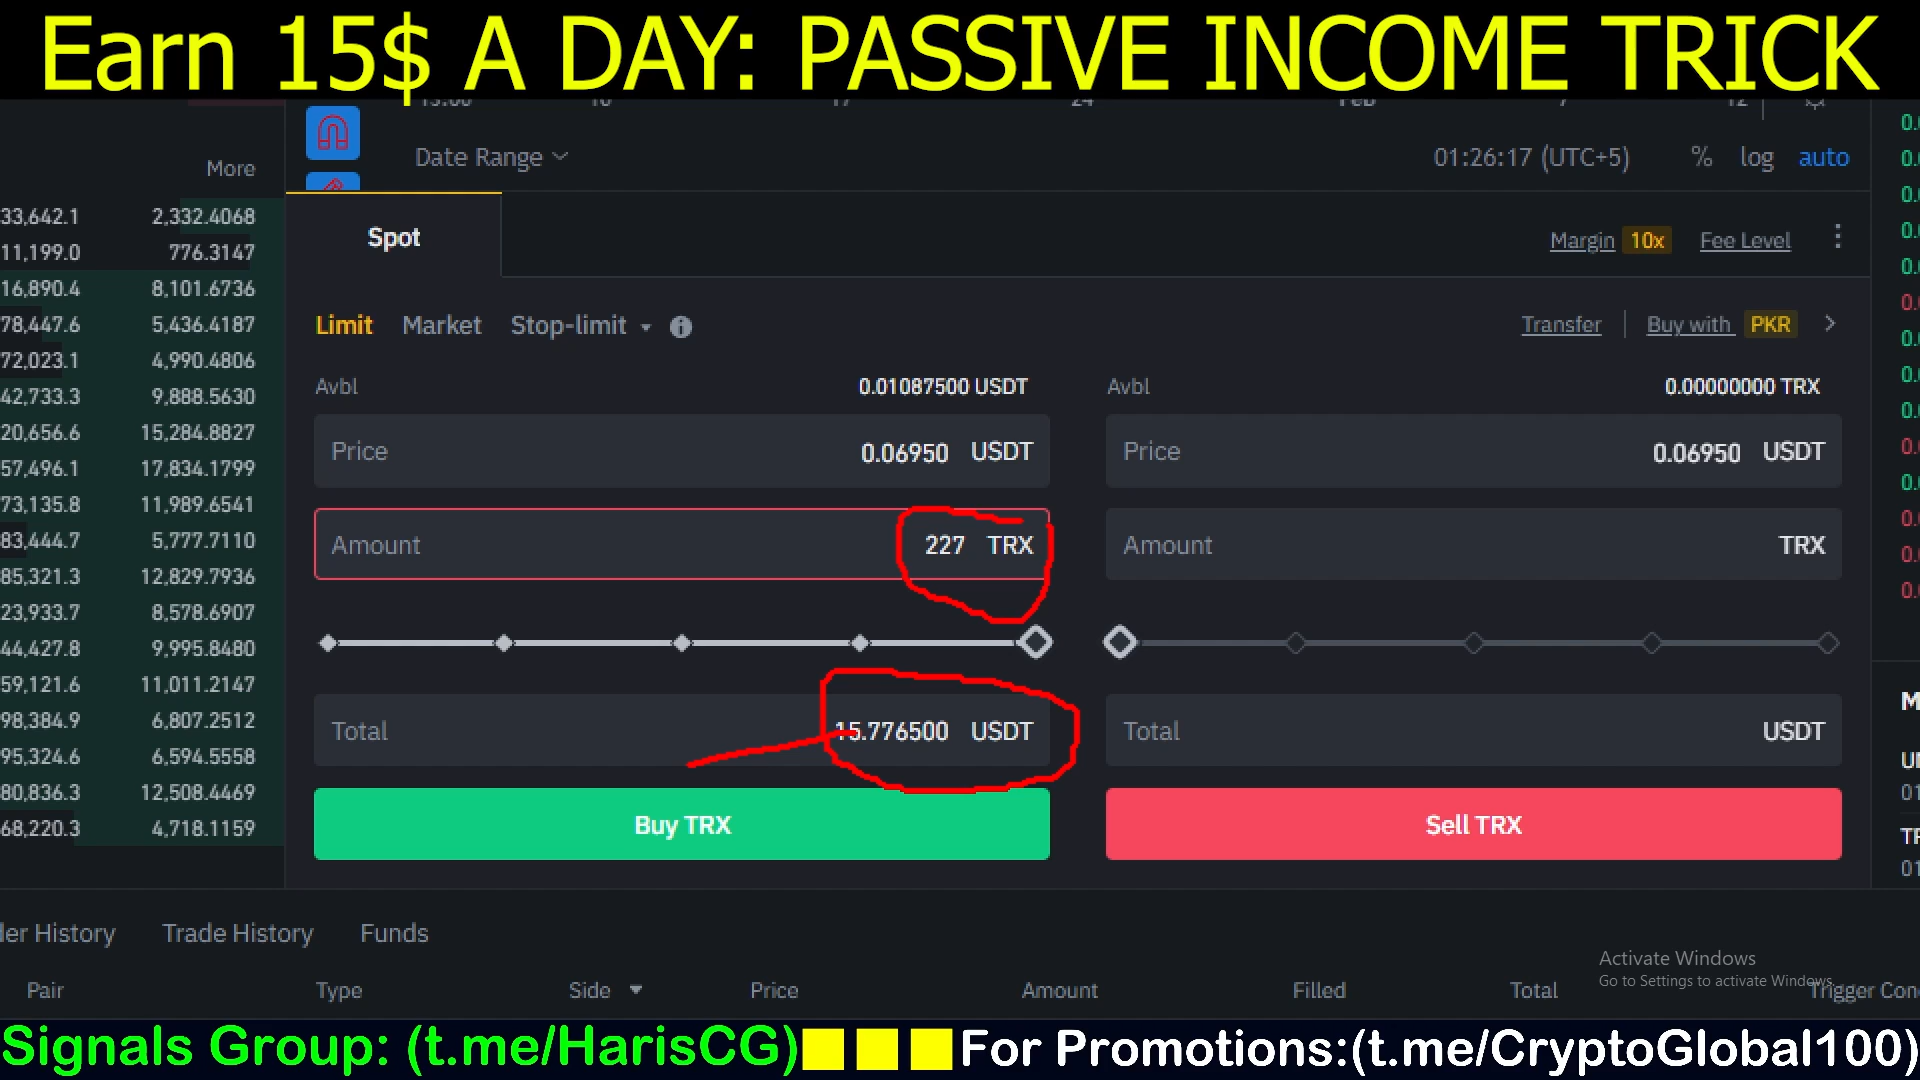 Earn 15$ A DAY: PASSIVE INCOME TRICK
Date Range
01:26:17 (UTC+5) % log auto
More
33,642.1 2,332.4068
11,199.0 776.3147
16,890.4 8,101.6736
78,447.6 5,436.4187
72,023.1 4,990.4806
42,733.3 9,888.5630
20,656.6 15,284.8827
57,496.1 17,834.1799
73,135.8 11,989.6541
83,444.7 5,777.7110
85,321.3 12,829.7936
23,933.7 8,578.6907
44,427.8 9,995.8480
59,121.6 11,011.2147
98,384.9 6,807.2512
95,324.6 6,594.5558
80,836.3 12,508.4469
68,220.3 4,718.1159
Spot
Margin 10x Fee Level
Limit Market Stop-limit
Transfer | Buy with PKR
Avbl 0.01087500 USDT
Price 0.06950 USDT
Amount 227 TRX
Total 15.776500 USDT
Buy TRX
Avbl 0.00000000 TRX
Price 0.06950 USDT
Amount TRX
Total USDT
Sell TRX
der History Trade History Funds
Activate Windows
Go to Settings to activate Windows.
Pair Type Side Price Amount Filled Total Trigger Con
Signals Group: (t.me/HarisCG) For Promotions:(t.me/CryptoGlobal100)